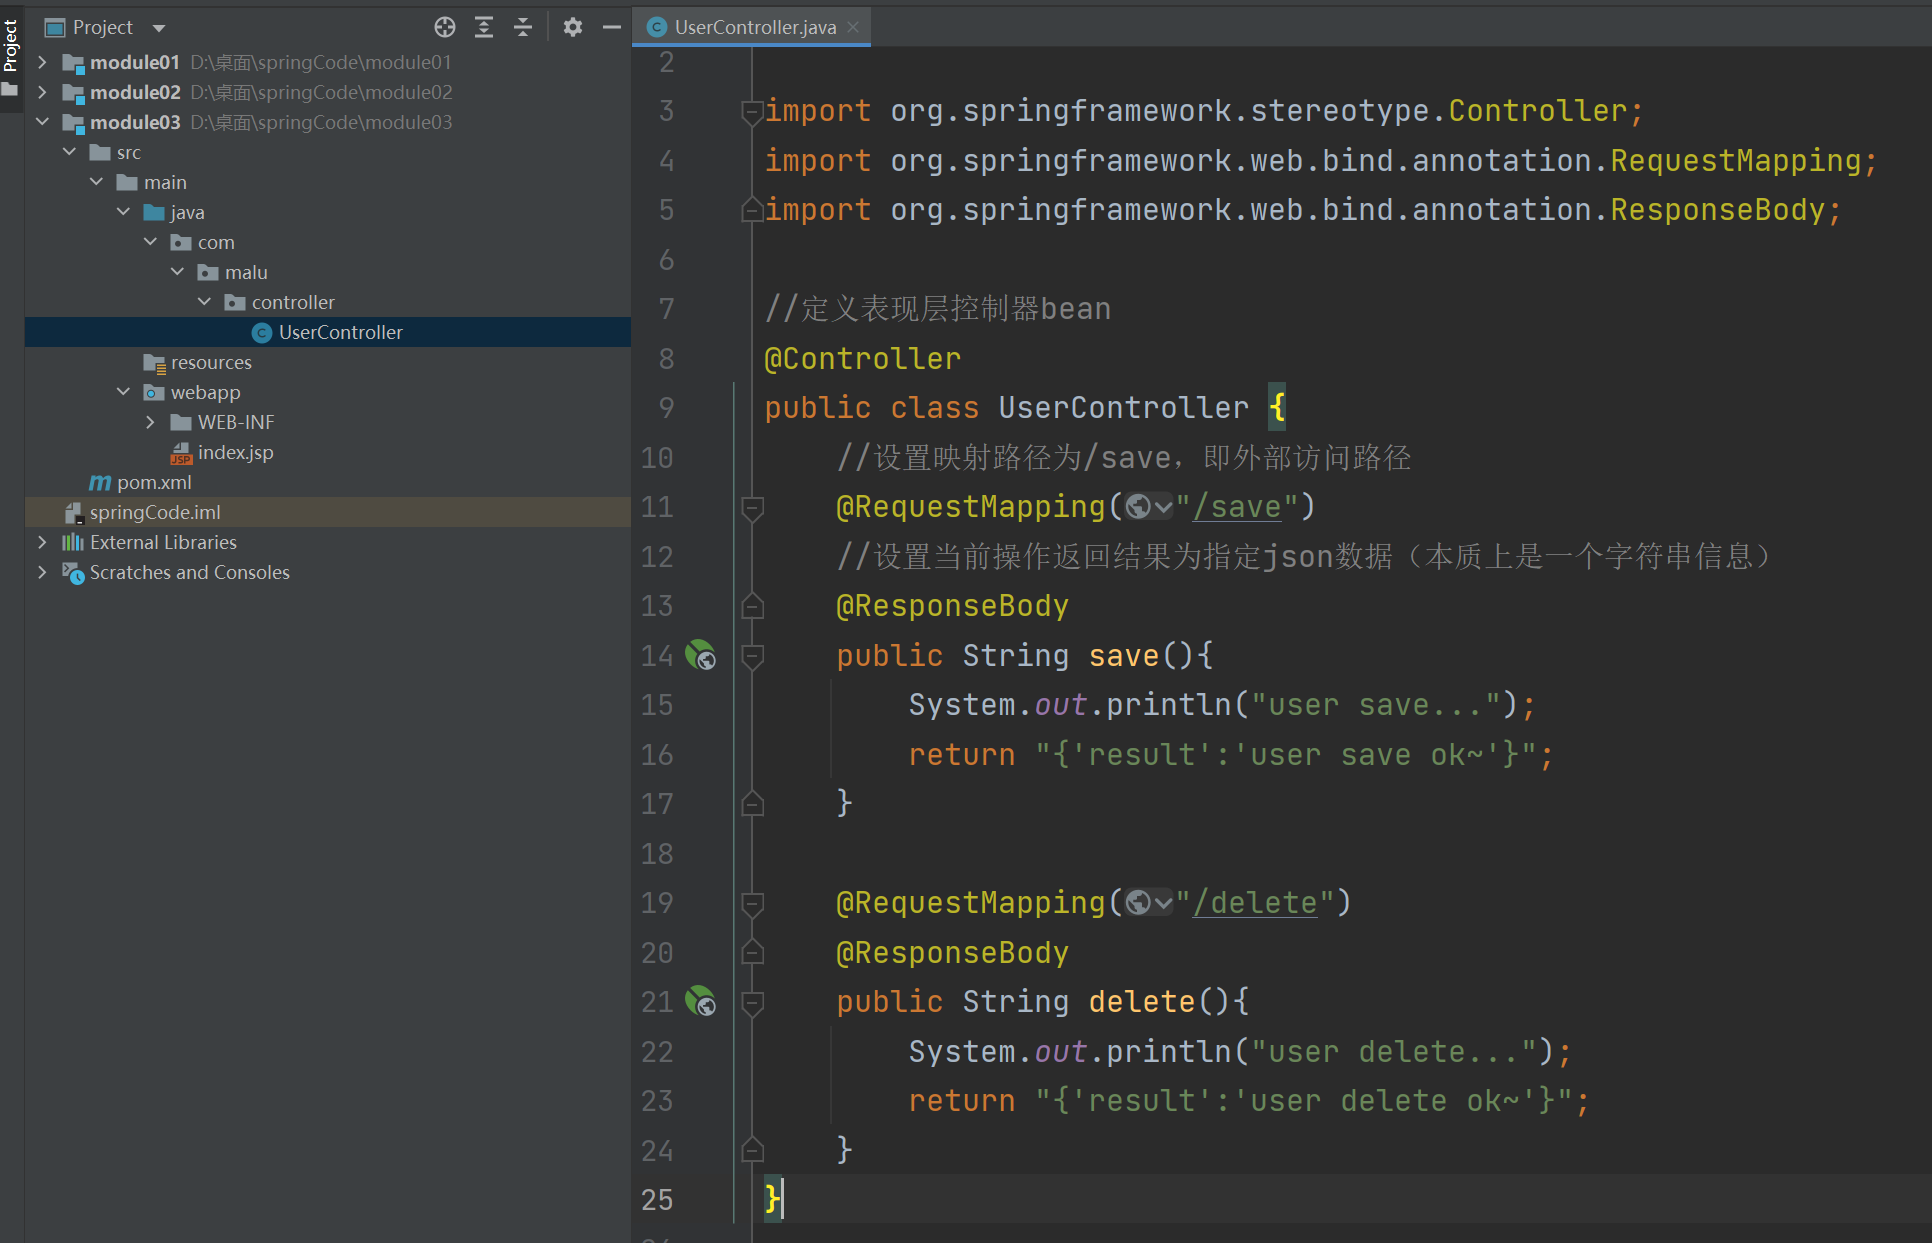 Project
Project
module01 D:\桌面\springCode\module01
module02 D:\桌面\springCode\module02
module03 D:\桌面\springCode\module03
src
main
java
com
malu
controller
UserController
resources
webapp
WEB-INF
index.jsp
pom.xml
springCode.iml
External Libraries
Scratches and Consoles
UserController.java
2
3 import org.springframework.stereotype.Controller;
4 import org.springframework.web.bind.annotation.RequestMapping;
5 import org.springframework.web.bind.annotation.ResponseBody;
6
7 //定义表现层控制器bean
8 @Controller
9 public class UserController {
10 //设置映射路径为/save，即外部访问路径
11 @RequestMapping("/save")
12 //设置当前操作返回结果为指定json数据（本质上是一个字符串信息）
13 @ResponseBody
14 public String save(){
15 System.out.println("user save...");
16 return "{'result':'user save ok~'}";
17 }
18
19 @RequestMapping("/delete")
20 @ResponseBody
21 public String delete(){
22 System.out.println("user delete...");
23 return "{'result':'user delete ok~'}";
24 }
25 }